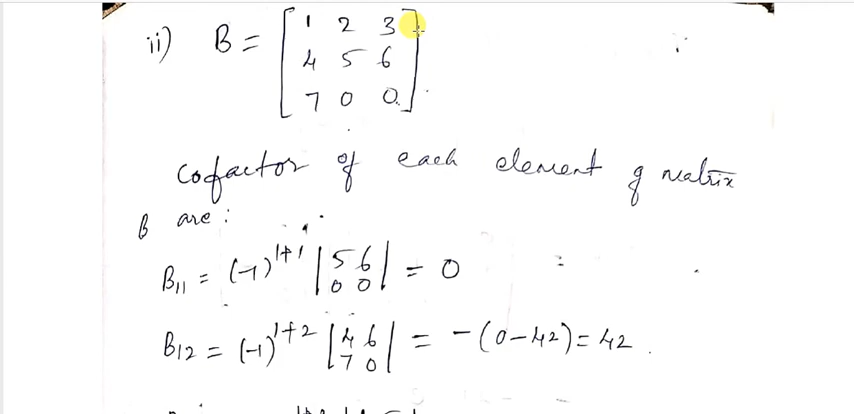 ii) B = [ 1 2 3
4 5 6
7 0 0 ]
Cofactor of each element of matrix
B are :
B11 = (-1)^1+1 | 5 6 0 0 | = 0
B12 = (-1)^1+2 | 4 6 7 0 | = -(0-42) = 42.